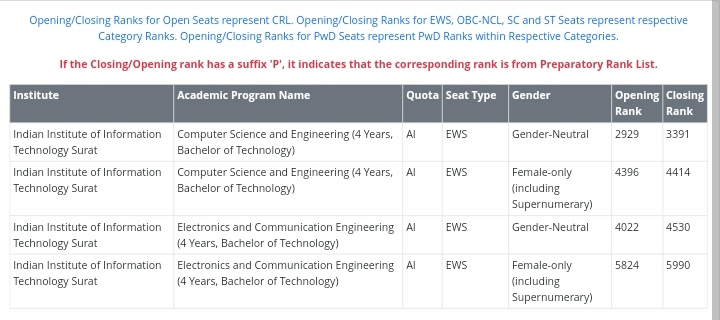 Opening/Closing Ranks for Open Seats represent CRL. Opening/Closing Ranks for EWS, OBC-NCL, SC and ST Seats represent respective
Category Ranks. Opening/Closing Ranks for PwD Seats represent PwD Ranks within Respective Categories.
If the Closing/Opening rank has a suffix 'P', it indicates that the corresponding rank is from Preparatory Rank List.
Institute Academic Program Name Quota Seat Type Gender Opening Closing
Rank Rank
Indian Institute of Information Computer Science and Engineering (4 Years, AI EWS Gender-Neutral 2929 3391
Technology Surat Bachelor of Technology)
Indian Institute of Information Computer Science and Engineering (4 Years, AI EWS Female-only 4396 4414
Technology Surat Bachelor of Technology) (including
Supernumerary)
Indian Institute of Information Electronics and Communication Engineering AI EWS Gender-Neutral 4022 4530
Technology Surat (4 Years, Bachelor of Technology)
Indian Institute of Information Electronics and Communication Engineering AI EWS Female-only 5824 5990
Technology Surat (4 Years, Bachelor of Technology) (including
Supernumerary)